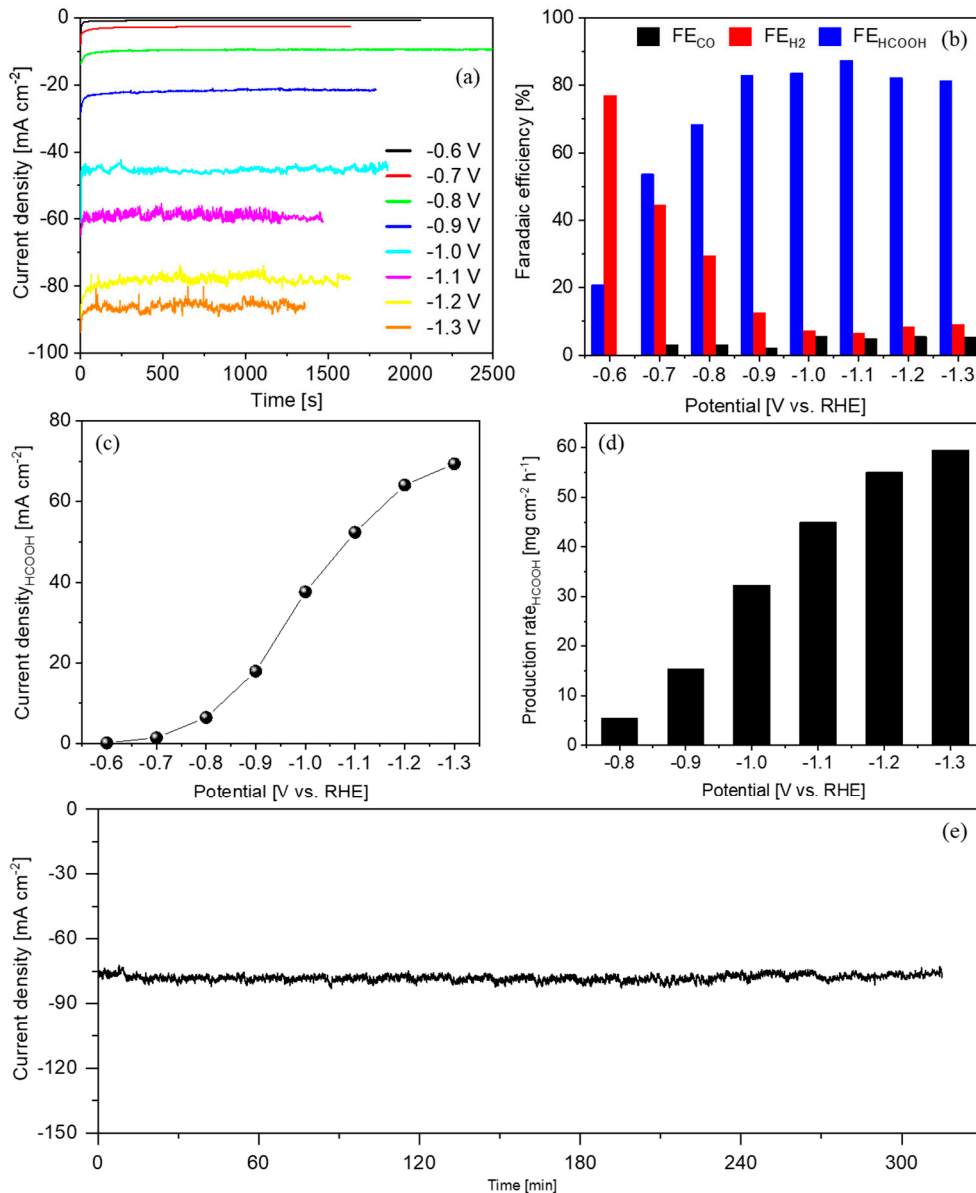 (a)
Current density [mA cm⁻²]
0
-20
-40
-60
-80
-100
-0.6 V
-0.7 V
-0.8 V
-0.9 V
-1.0 V
-1.1 V
-1.2 V
-1.3 V
0 500 1000 1500 2000 2500
Time [s]
FE_CO FE_H2 FE_HCOOH (b)
Faradaic efficiency [%]
100
80
60
40
20
0
-0.6 -0.7 -0.8 -0.9 -1.0 -1.1 -1.2 -1.3
Potential [V vs. RHE]
(c)
Current density_HCOOH [mA cm⁻²]
80
60
40
20
0
-0.6 -0.7 -0.8 -0.9 -1.0 -1.1 -1.2 -1.3
Potential [V vs. RHE]
(d)
Production rate_HCOOH [mg cm⁻² h⁻¹]
60
50
40
30
20
10
0
-0.8 -0.9 -1.0 -1.1 -1.2 -1.3
Potential [V vs. RHE]
(e)
Current density [mA cm⁻²]
0
-30
-60
-90
-120
-150
0 60 120 180 240 300
Time [min]